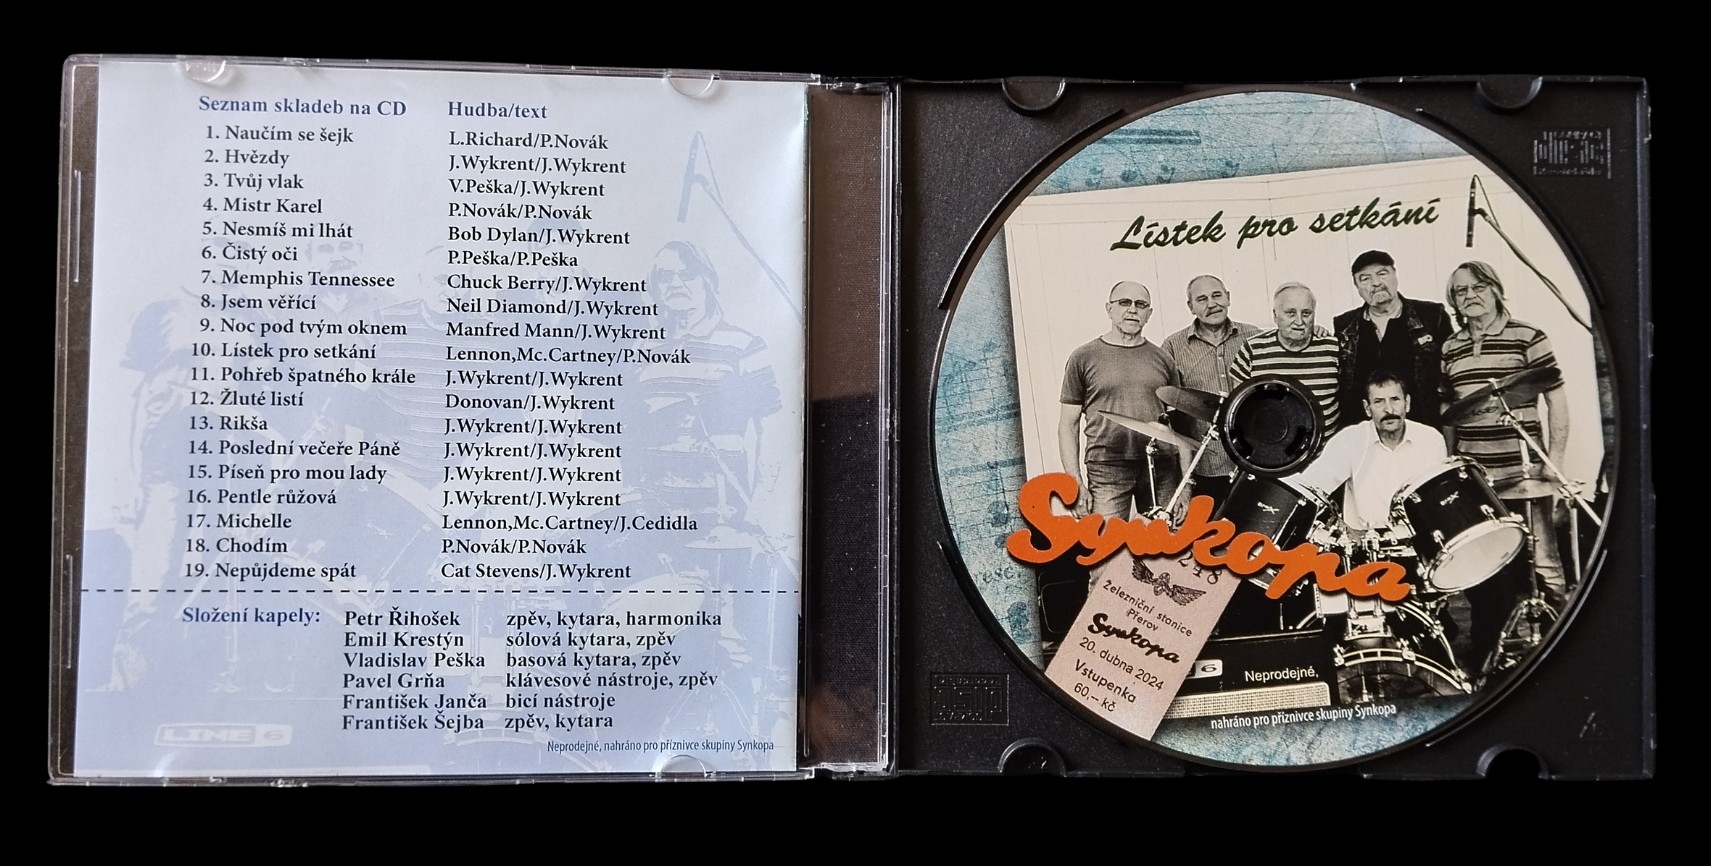 Seznam skladeb na CD Hudba/text
1. Naučím se šejk L.Richard/P.Novák
2. Hvězdy J.Wykrent/J.Wykrent
3. Tvůj vlak V.Peška/J.Wykrent
4. Mistr Karel P.Novák/P.Novák
5. Nesmíš mi lhát Bob Dylan/J.Wykrent
6. Čistý oči P.Peška/P.Peška
7. Memphis Tennessee Chuck Berry/J.Wykrent
8. Jsem věřící Neil Diamond/J.Wykrent
9. Noc pod tvým oknem Manfred Mann/J.Wykrent
10. Lístek pro setkání Lennon,Mc.Cartney/P.Novák
11. Pohřeb špatného krále J.Wykrent/J.Wykrent
12. Žluté listí Donovan/J.Wykrent
13. Rikša J.Wykrent/J.Wykrent
14. Poslední večeře Páně J.Wykrent/J.Wykrent
15. Píseň pro mou lady J.Wykrent/J.Wykrent
16. Pentle růžová J.Wykrent/J.Wykrent
17. Michelle Lennon,Mc.Cartney/J.Cedidla
18. Chodím P.Novák/P.Novák
19. Nepůjdeme spát Cat Stevens/J.Wykrent
Složení kapely: Petr Řihošek zpěv, kytara, harmonika
Emil Krestýn sólová kytara, zpěv
Vladislav Peška basová kytara, zpěv
Pavel Grňa klávesové nástroje, zpěv
František Janča bicí nástroje
František Šejba zpěv, kytara
LINE 6
Neprodejné, nahráno pro příznivce skupiny Synkopa
Lístek pro setkání
Synkopa
248
Železniční stanice
Přerov
Synkopa
20. dubna 2024
Vstupenka
60,-- kč
6
Neprodejné,
nahráno pro příznivce skupiny Synkopa